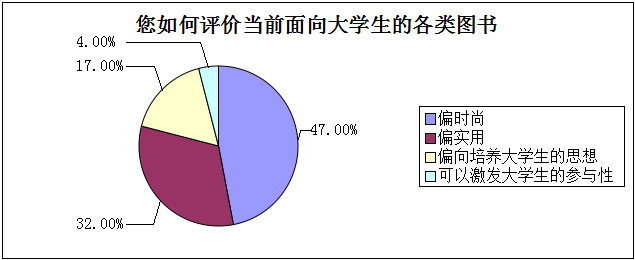 您如何评价当前面向大学生的各类图书
4.00%
17.00%
47.00%
32.00%
偏时尚
偏实用
偏向培养大学生的思想
可以激发大学生的参与性